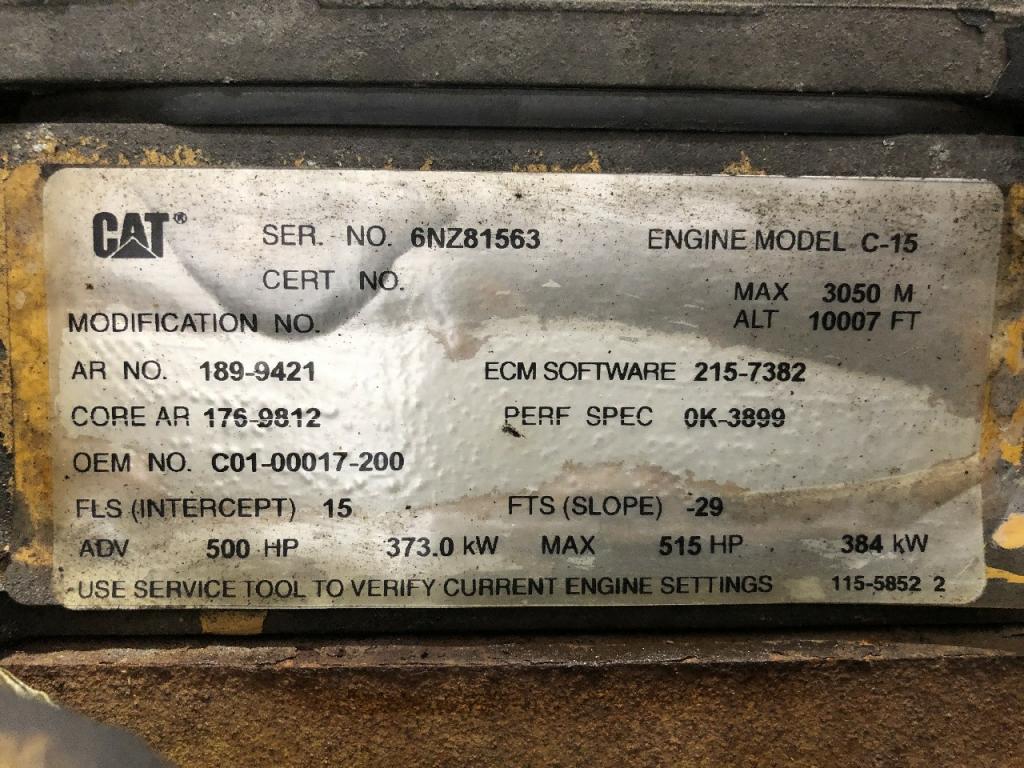 CAT® SER. NO. 6NZ81563 ENGINE MODEL C-15
CERT NO.
MAX 3050 M
MODIFICATION NO.
ALT 10007 FT
AR NO. 189-9421 ECM SOFTWARE 215-7382
CORE AR 176-9812 PERF SPEC 0K-3899
OEM NO. C01-00017-200
FLS (INTERCEPT) 15 FTS (SLOPE) -29
ADV 500 HP 373.0 kW MAX 515 HP 384 kW
USE SERVICE TOOL TO VERIFY CURRENT ENGINE SETTINGS 115-5852 2